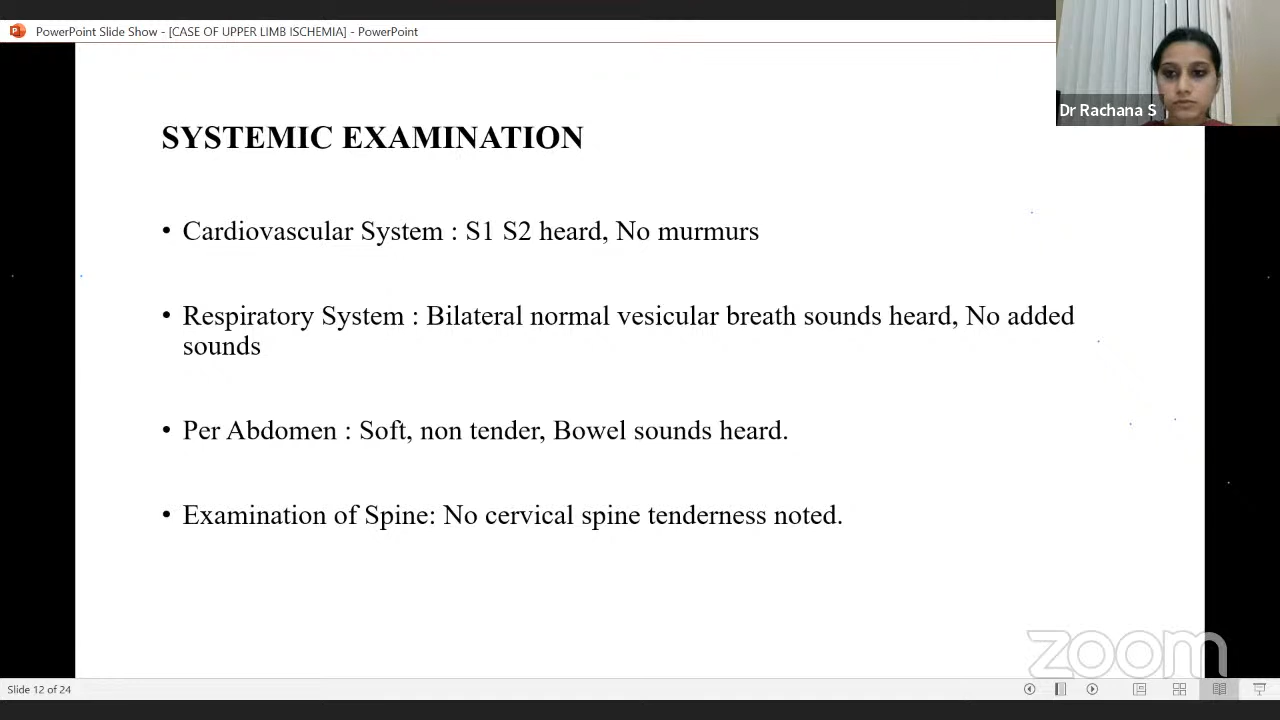 PowerPoint Slide Show - [CASE OF UPPER LIMB ISCHEMIA] - PowerPoint
Dr Rachana S
SYSTEMIC EXAMINATION
• Cardiovascular System : S1 S2 heard, No murmurs
• Respiratory System : Bilateral normal vesicular breath sounds heard, No added
sounds
• Per Abdomen : Soft, non tender, Bowel sounds heard.
• Examination of Spine: No cervical spine tenderness noted.
zoom
Slide 12 of 24